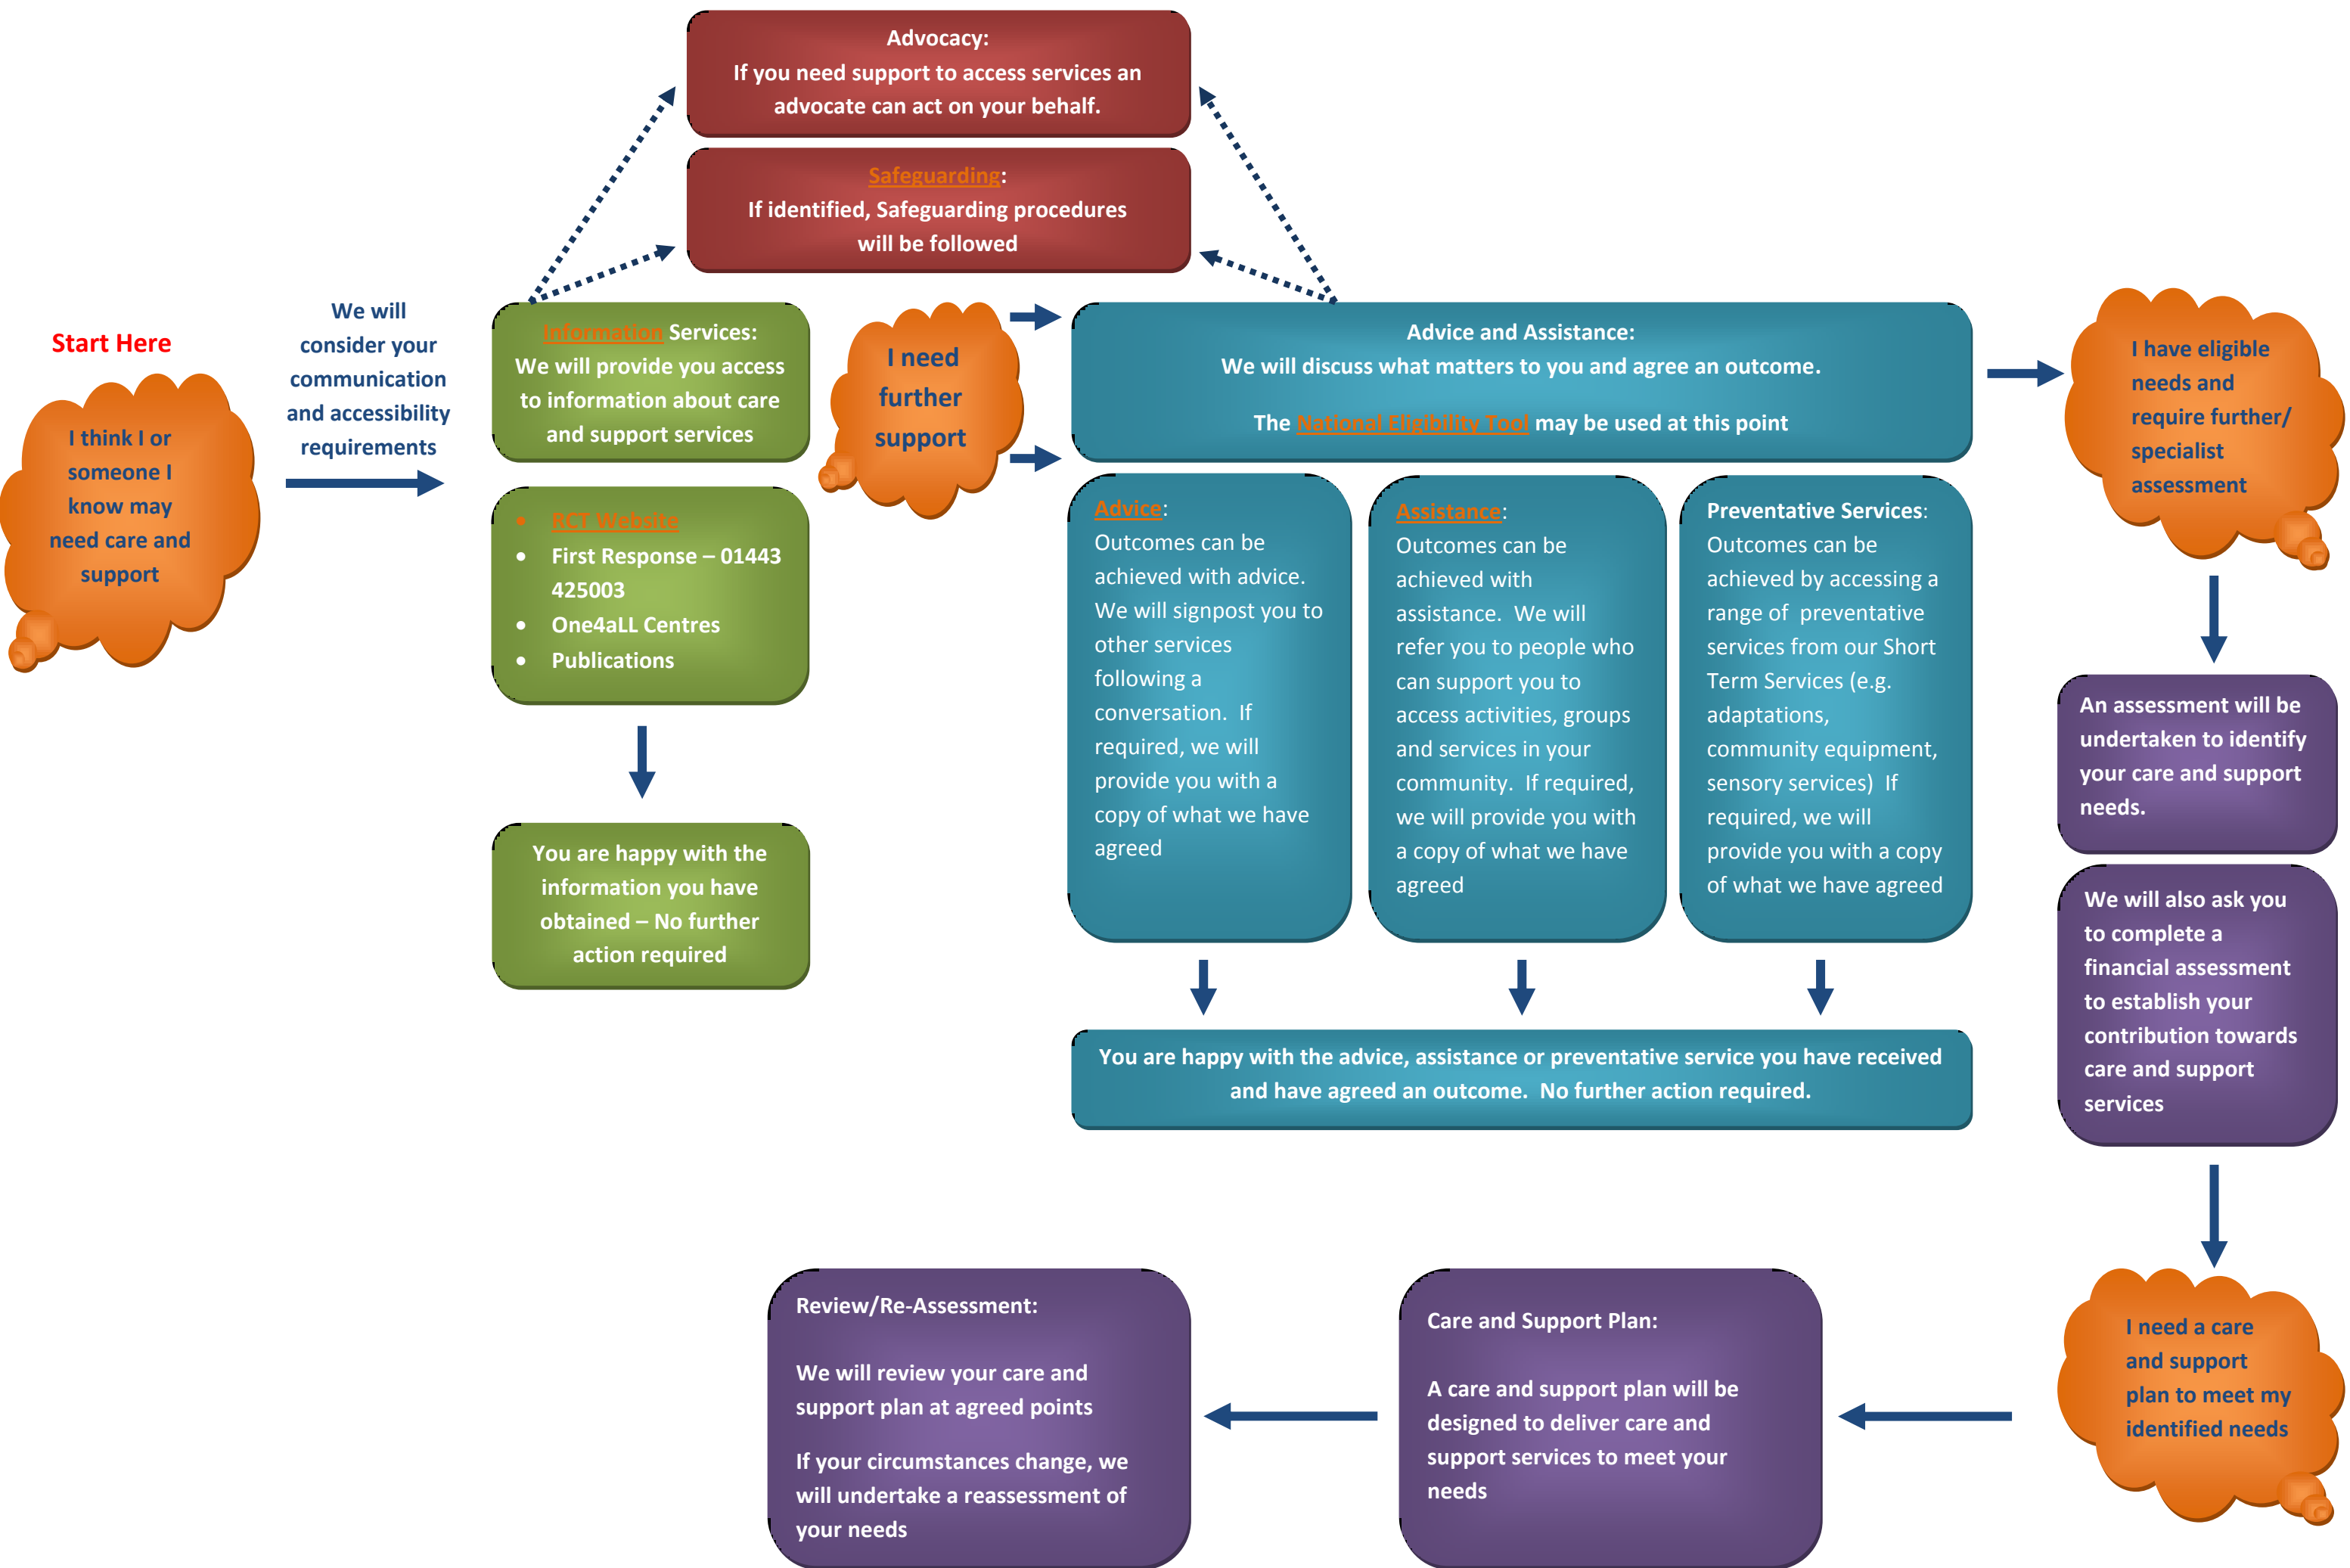 Advocacy:
If you need support to access services an
advocate can act on your behalf.
Safeguarding:
If identified, Safeguarding procedures
will be followed
Start Here
I think I or
someone I
know may
need care and
support
We will
consider your
communication
and accessibility
requirements
Information Services:
We will provide you access
to information about care
and support services
• RCT Website
• First Response – 01443
425003
• One4aLL Centres
• Publications
You are happy with the
information you have
obtained – No further
action required
I need
further
support
Advice and Assistance:
We will discuss what matters to you and agree an outcome.
The National Eligibility Tool may be used at this point
Advice:
Outcomes can be
achieved with advice.
We will signpost you to
other services
following a
conversation. If
required, we will
provide you with a
copy of what we have
agreed
Assistance:
Outcomes can be
achieved with
assistance. We will
refer you to people who
can support you to
access activities, groups
and services in your
community. If required,
we will provide you with
a copy of what we have
agreed
Preventative Services:
Outcomes can be
achieved by accessing a
range of preventative
services from our Short
Term Services (e.g.
adaptations,
community equipment,
sensory services) If
required, we will
provide you with a copy
of what we have agreed
You are happy with the advice, assistance or preventative service you have received
and have agreed an outcome. No further action required.
I have eligible
needs and
require further/
specialist
assessment
An assessment will be
undertaken to identify
your care and support
needs.
We will also ask you
to complete a
financial assessment
to establish your
contribution towards
care and support
services
I need a care
and support
plan to meet my
identified needs
Care and Support Plan:
A care and support plan will be
designed to deliver care and
support services to meet your
needs
Review/Re-Assessment:
We will review your care and
support plan at agreed points
If your circumstances change, we
will undertake a reassessment of
your needs